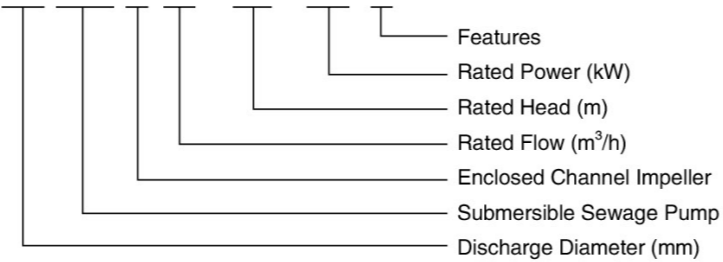 Features
Rated Power (kW)
Rated Head (m)
Rated Flow (m³/h)
Enclosed Channel Impeller
Submersible Sewage Pump
Discharge Diameter (mm)